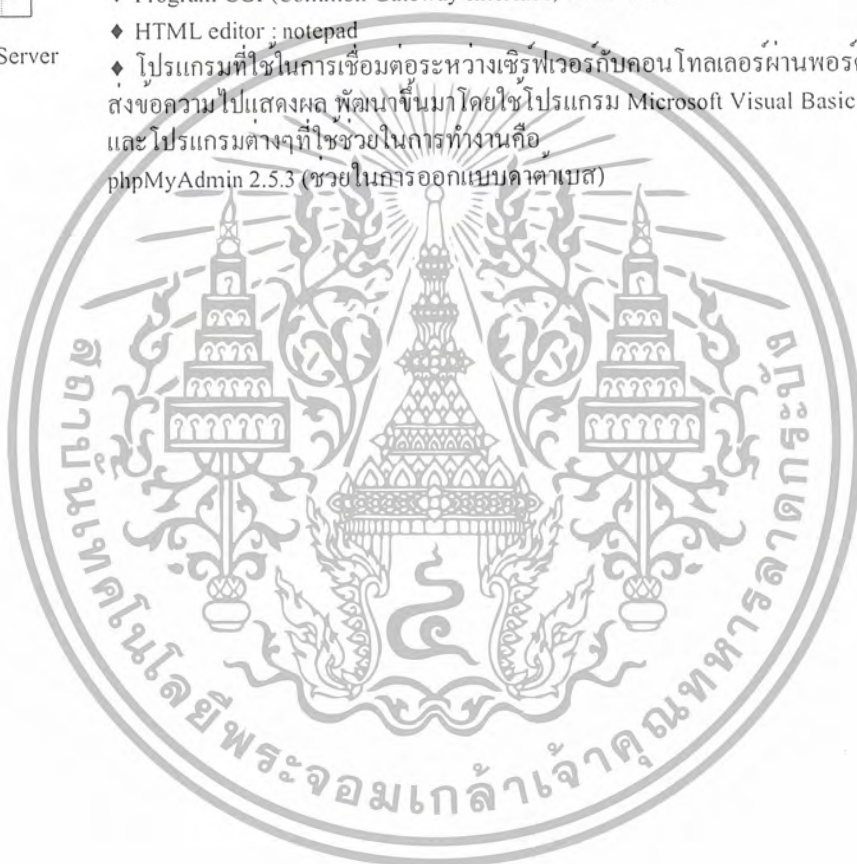 Program CGI (Common Gateway Interface)
Server
♦ HTML editor : notepad
♦ โปรแกรมที่ใช้ในการเชื่อมต่อระหว่างเซิร์ฟเวอร์กับคอนโทลเลอร์ผ่านพอร์ต
ส่งข้อความไปแสดงผล พัฒนาขึ้นมาโดยใช้โปรแกรม Microsoft Visual Basic
และโปรแกรมต่างๆที่ใช้ช่วยในการทำงานคือ
phpMyAdmin 2.5.3 (ช่วยในการออกแบบดาต้าเบส)
สถาบันเทคโนโลยีพระจอมเกล้าเจ้าคุณทหารลาดกระบัง